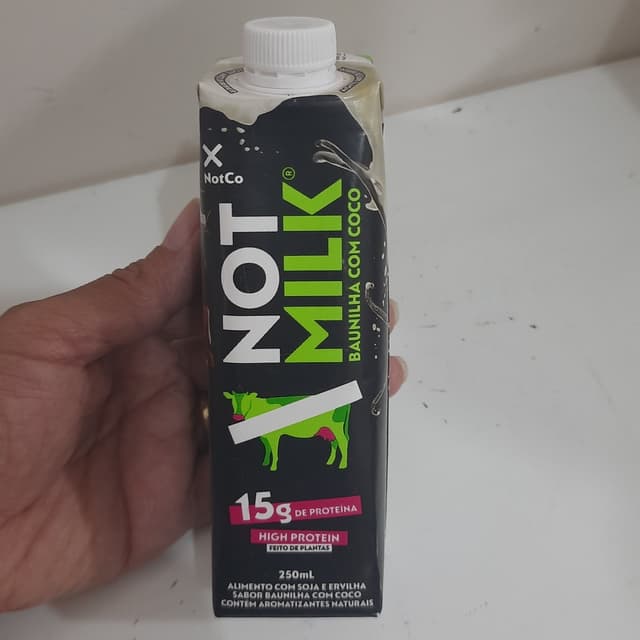 NotCo
NOT
MILK®
BAUNILHA COM COCO
15g DE PROTEÍNA
HIGH PROTEIN
FEITO DE PLANTAS
250mL
ALIMENTO COM SOJA E ERVILHA
SABOR BAUNILHA COM COCO
CONTÉM AROMATIZANTES NATURAIS